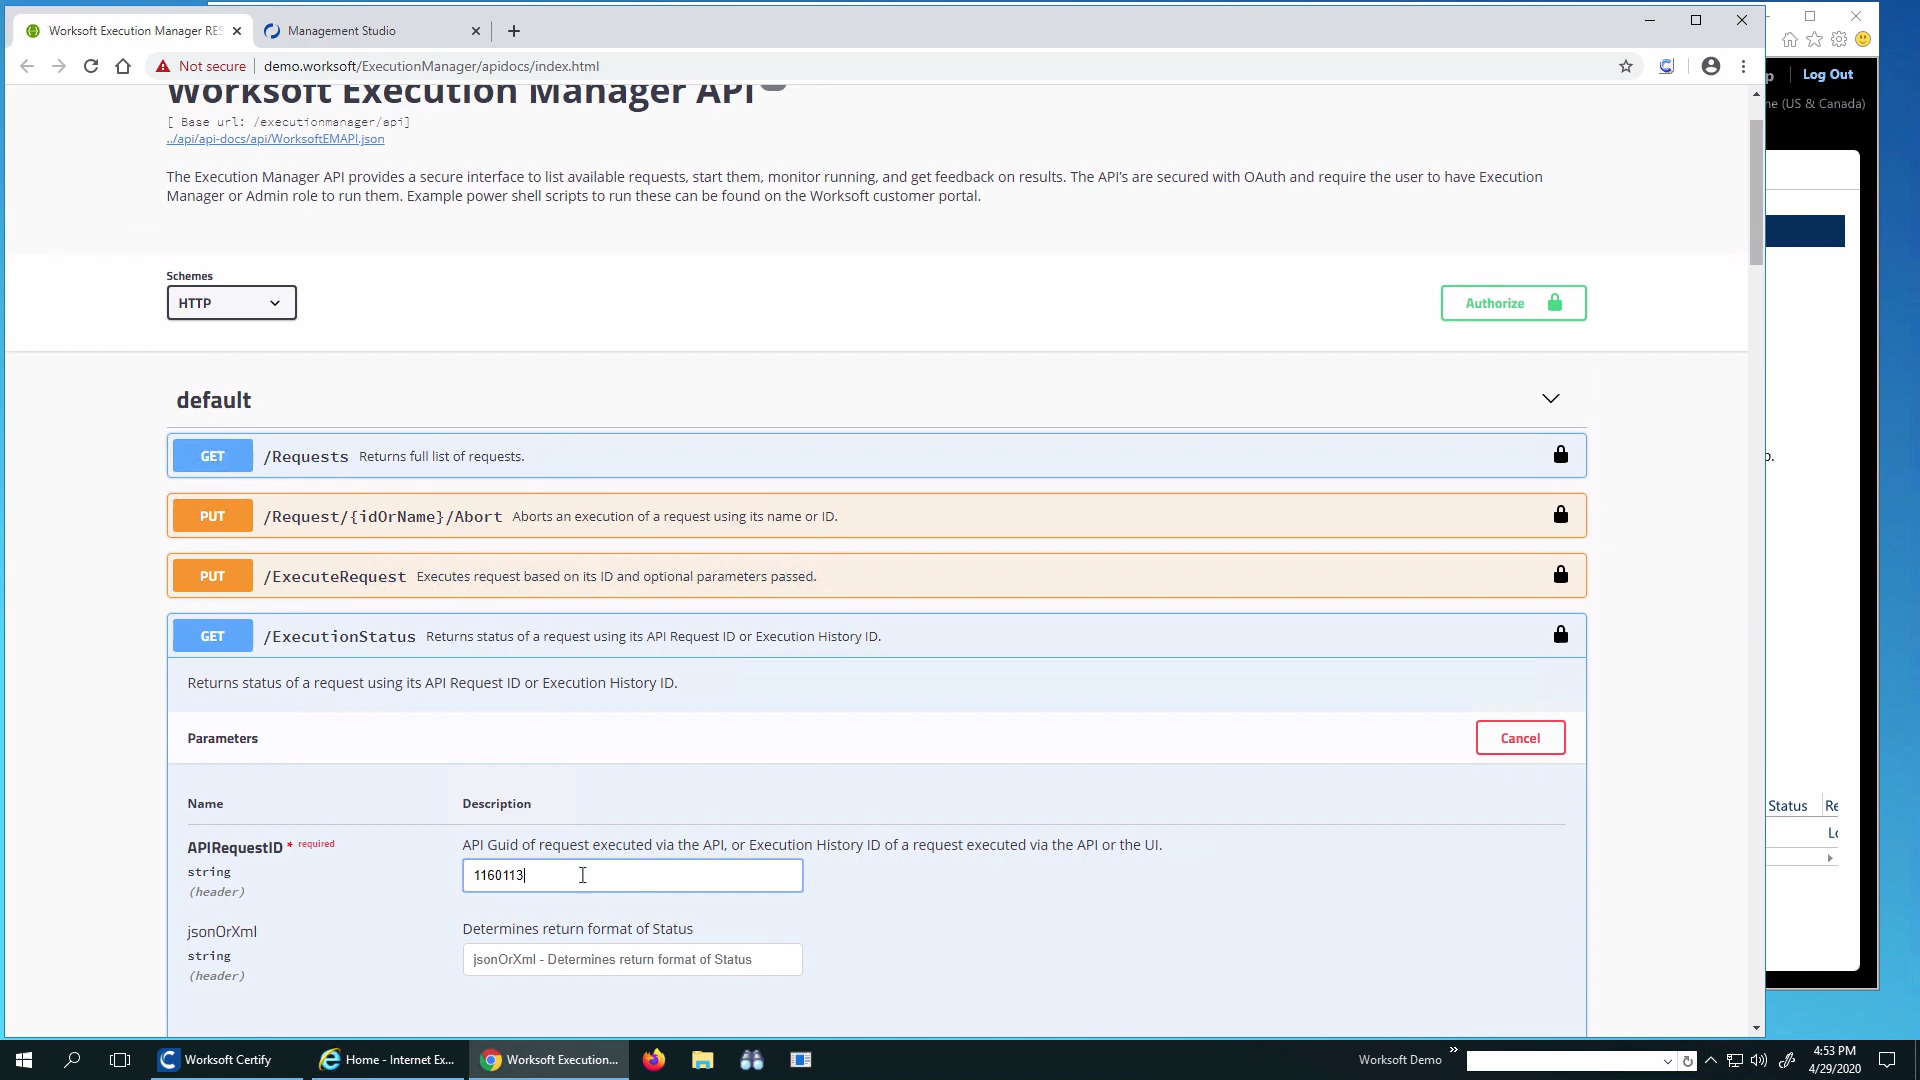 Worksoft Execution Manager RES
Management Studio
Not secure
demo.worksoft/ExecutionManager/apidocs/index.html
Log Out
ne (US & Canada)
Worksoft Execution Manager API
[ Base url: /executionmanager/api]
../api/api-docs/api/WorksoftEMAPI.json
The Execution Manager API provides a secure interface to list available requests, start them, monitor running, and get feedback on results. The API's are secured with OAuth and require the user to have Execution
Manager or Admin role to run them. Example power shell scripts to run these can be found on the Worksoft customer portal.
Schemes
HTTP
Authorize
default
GET /Requests Returns full list of requests.
PUT /Request/{idOrName}/Abort Aborts an execution of a request using its name or ID.
PUT /ExecuteRequest Executes request based on its ID and optional parameters passed.
GET /ExecutionStatus Returns status of a request using its API Request ID or Execution History ID.
Returns status of a request using its API Request ID or Execution History ID.
Parameters
Cancel
Name
Description
APIRequestID * required
string
(header)
API Guid of request executed via the API, or Execution History ID of a request executed via the API or the UI.
1160113
jsonOrXml
string
(header)
Determines return format of Status
jsonOrXml - Determines return format of Status
Status
Re
Worksoft Certify
Home - Internet Ex...
Worksoft Execution...
Worksoft Demo
4:53 PM
4/29/2020